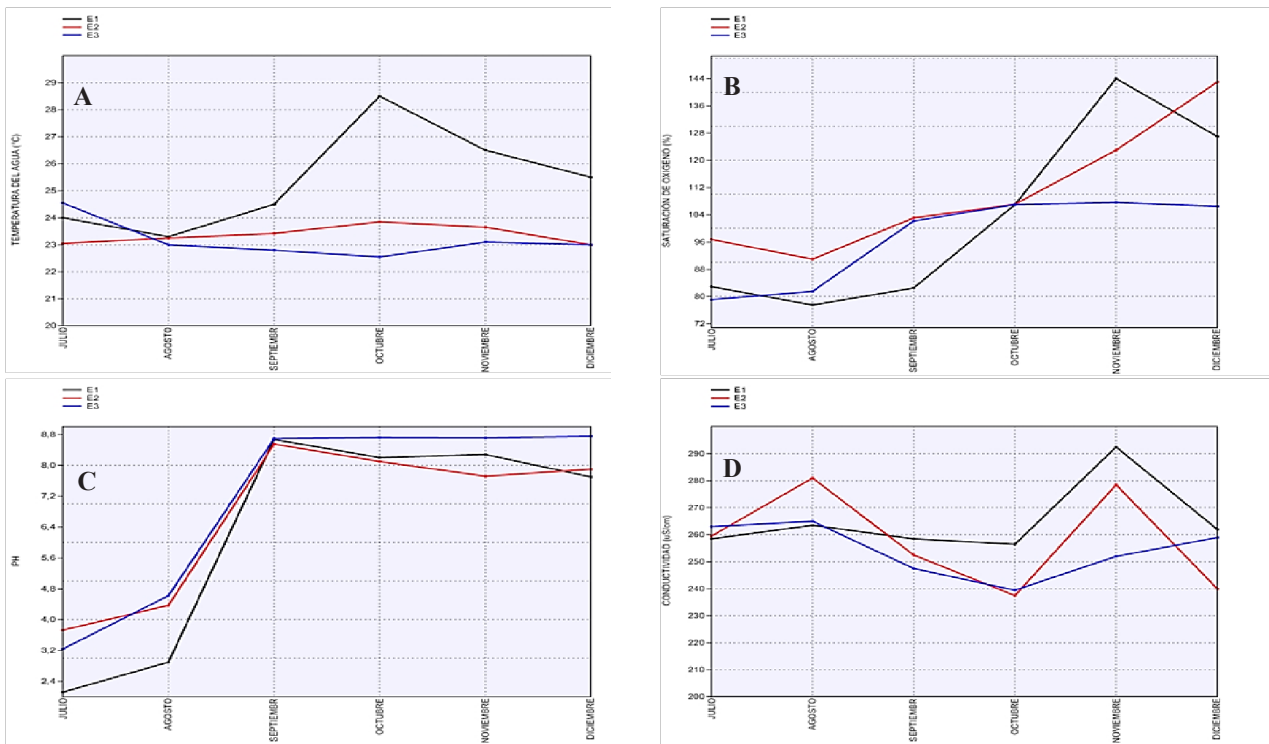 E1
E2
E3
A
TEMPERATURA DEL AGUA (°C)
29
28
27
26
25
24
23
22
21
20
JULIO
AGOSTO
SEPTIEMBR
OCTUBRE
NOVIEMBRE
DICIEMBRE
E1
E2
E3
B
SATURACIÓN DE OXIGENO (%)
144
136
128
120
112
104
96
88
80
72
JULIO
AGOSTO
SEPTIEMBRE
OCTUBRE
NOVIEMBRE
DICIEMBRE
E1
E2
E3
C
PH
8,8
8,0
7,2
6,4
5,6
4,8
4,0
3,2
2,4
JULIO
AGOSTO
SEPTIEMBR
OCTUBRE
NOVIEMBRE
DICIEMBRE
E1
E2
E3
D
CONDUCTIVIDAD (uS/cm)
290
280
270
260
250
240
230
220
210
200
JULIO
AGOSTO
SEPTIEMBRE
OCTUBRE
NOVIEMBRE
DICIEMBRE